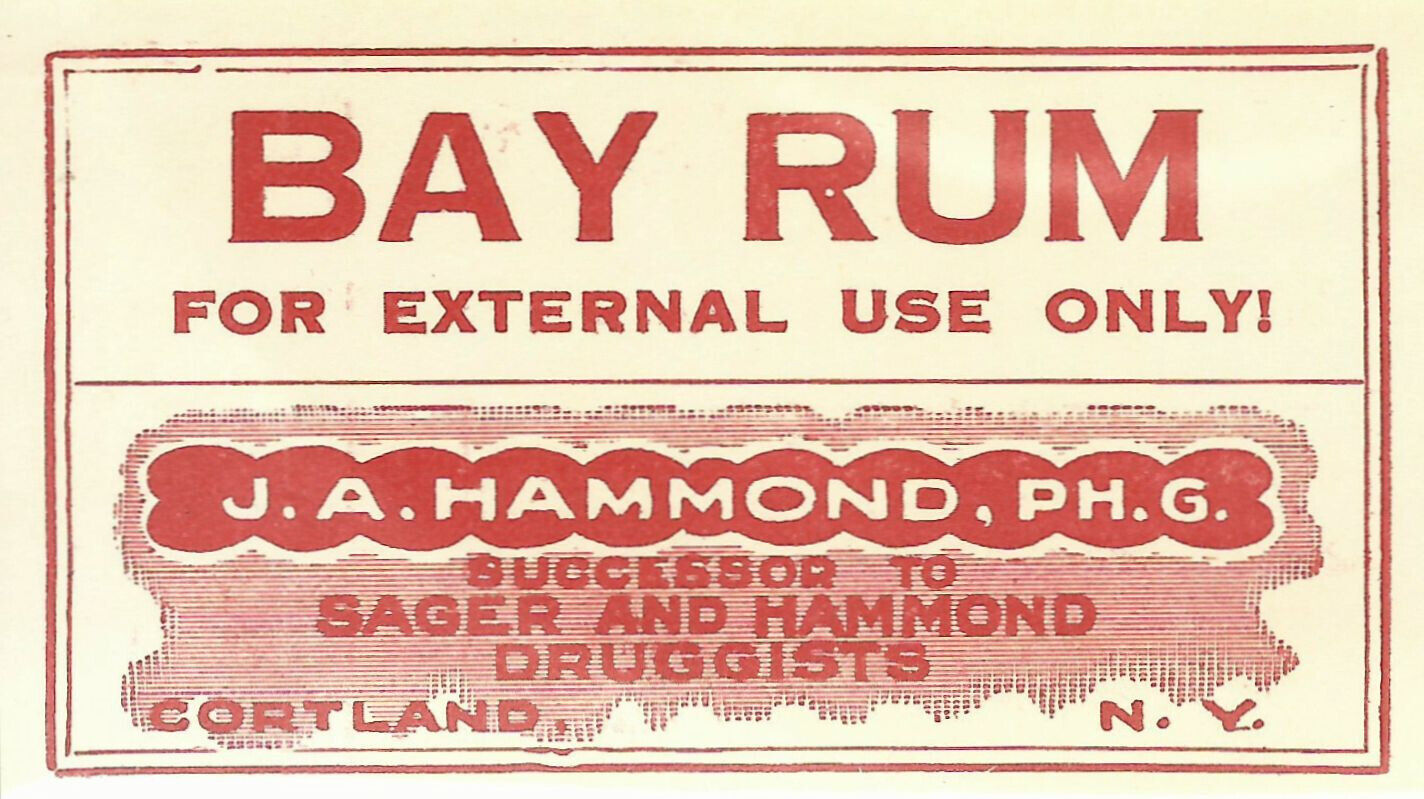 BAY RUM
FOR EXTERNAL USE ONLY!
J. A. HAMMOND, PH. G.
SUCCESSOR TO
SAGER AND HAMMOND
DRUGGISTS
CORTLAND, N. Y.